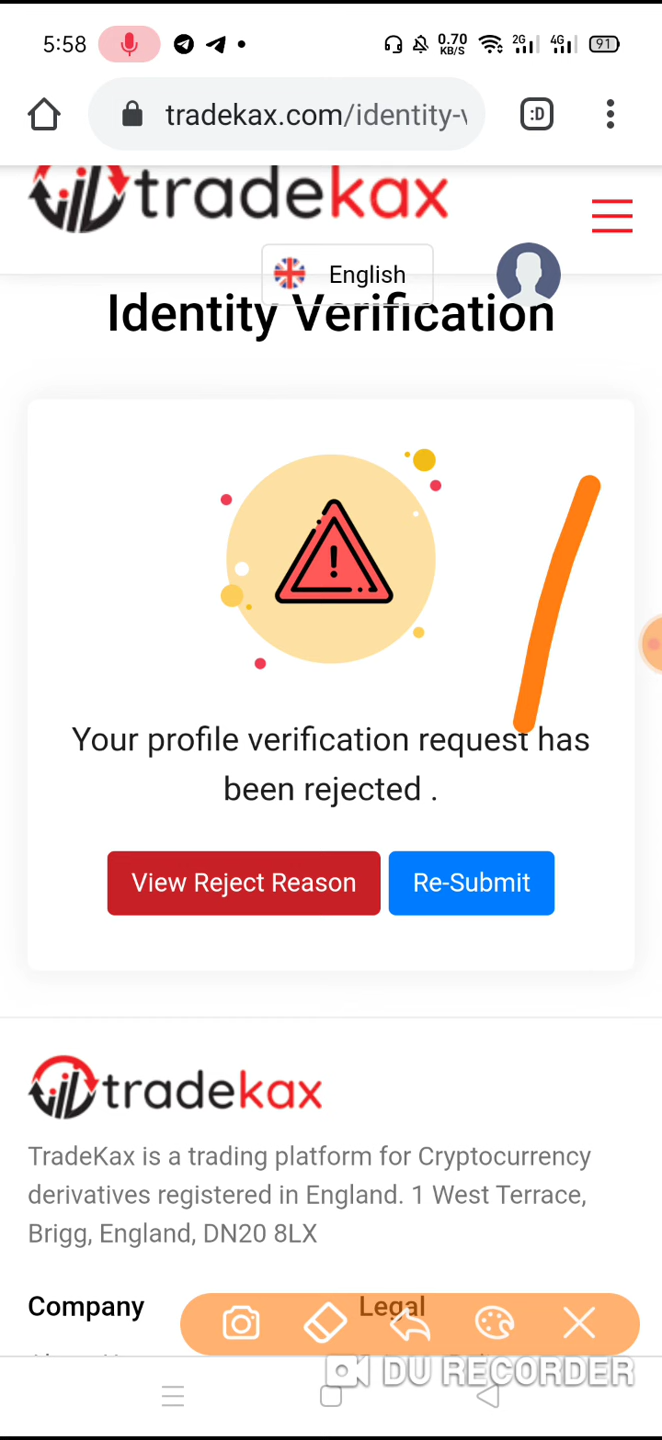 5:58
0.70
KB/S
2G
4G
91
tradekax.com/identity-
:D
tradekax
English
Identity Verification
!
Your profile verification request has
been rejected .
View Reject Reason
Re-Submit
tradekax
TradeKax is a trading platform for Cryptocurrency
derivatives registered in England. 1 West Terrace,
Brigg, England, DN20 8LX
Company
Legal
DU RECORDER